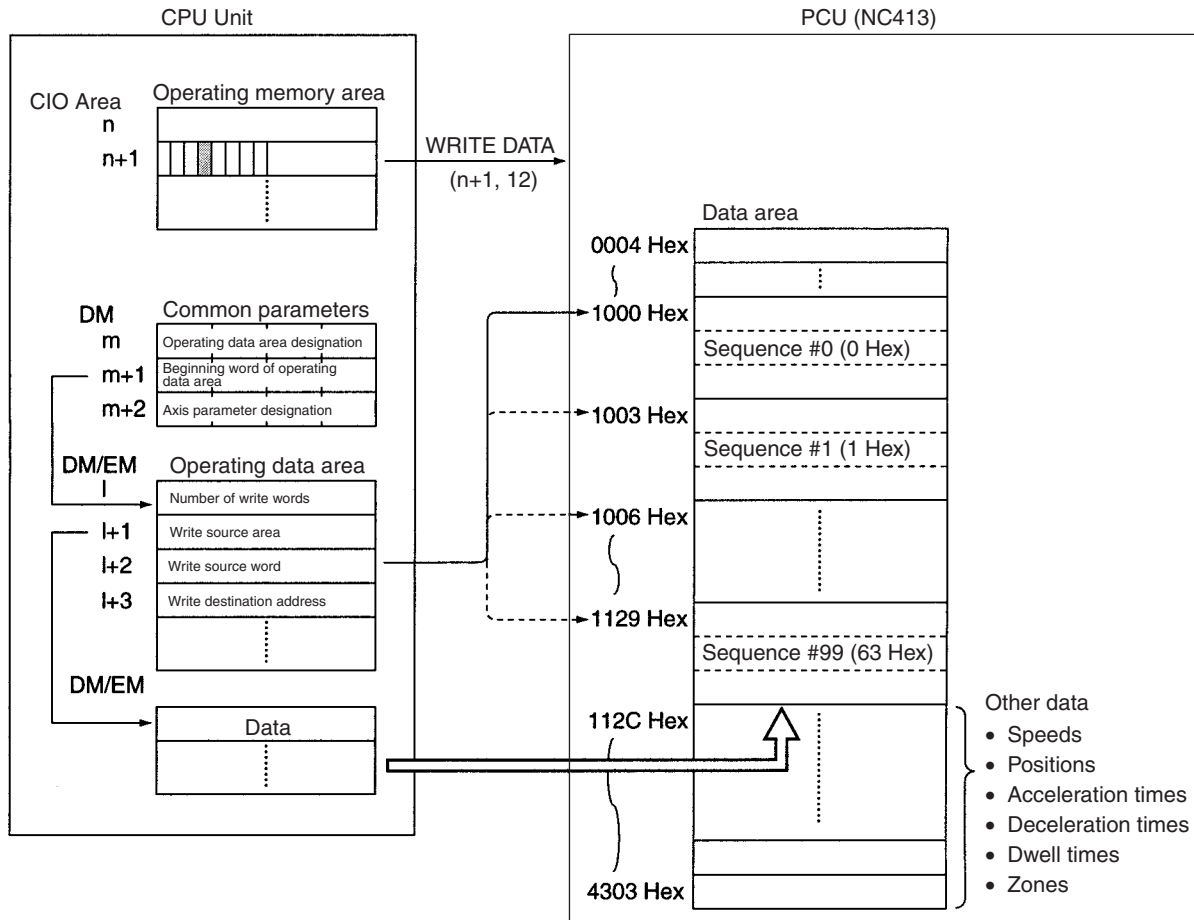 CPU Unit
PCU (NC413)
CIO Area
Operating memory area
n
n+1
WRITE DATA
(n+1, 12)
Data area
0004 Hex
1000 Hex
Sequence #0 (0 Hex)
1003 Hex
Sequence #1 (1 Hex)
1006 Hex
1129 Hex
Sequence #99 (63 Hex)
112C Hex
4303 Hex
DM
Common parameters
m
Operating data area designation
m+1
Beginning word of operating
data area
m+2
Axis parameter designation
DM/EM
Operating data area
l
Number of write words
l+1
Write source area
l+2
Write source word
l+3
Write destination address
DM/EM
Data
Other data
• Speeds
• Positions
• Acceleration times
• Deceleration times
• Dwell times
• Zones